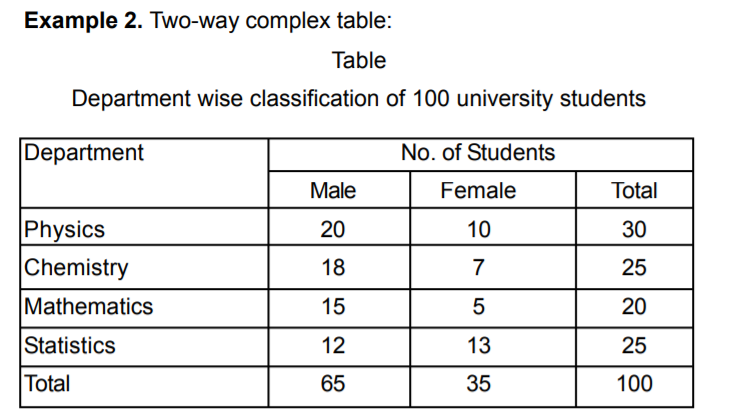 Example 2. Two-way complex table:
Table
Department wise classification of 100 university students
Department No. of Students
Male Female Total
Physics 20 10 30
Chemistry 18 7 25
Mathematics 15 5 20
Statistics 12 13 25
Total 65 35 100